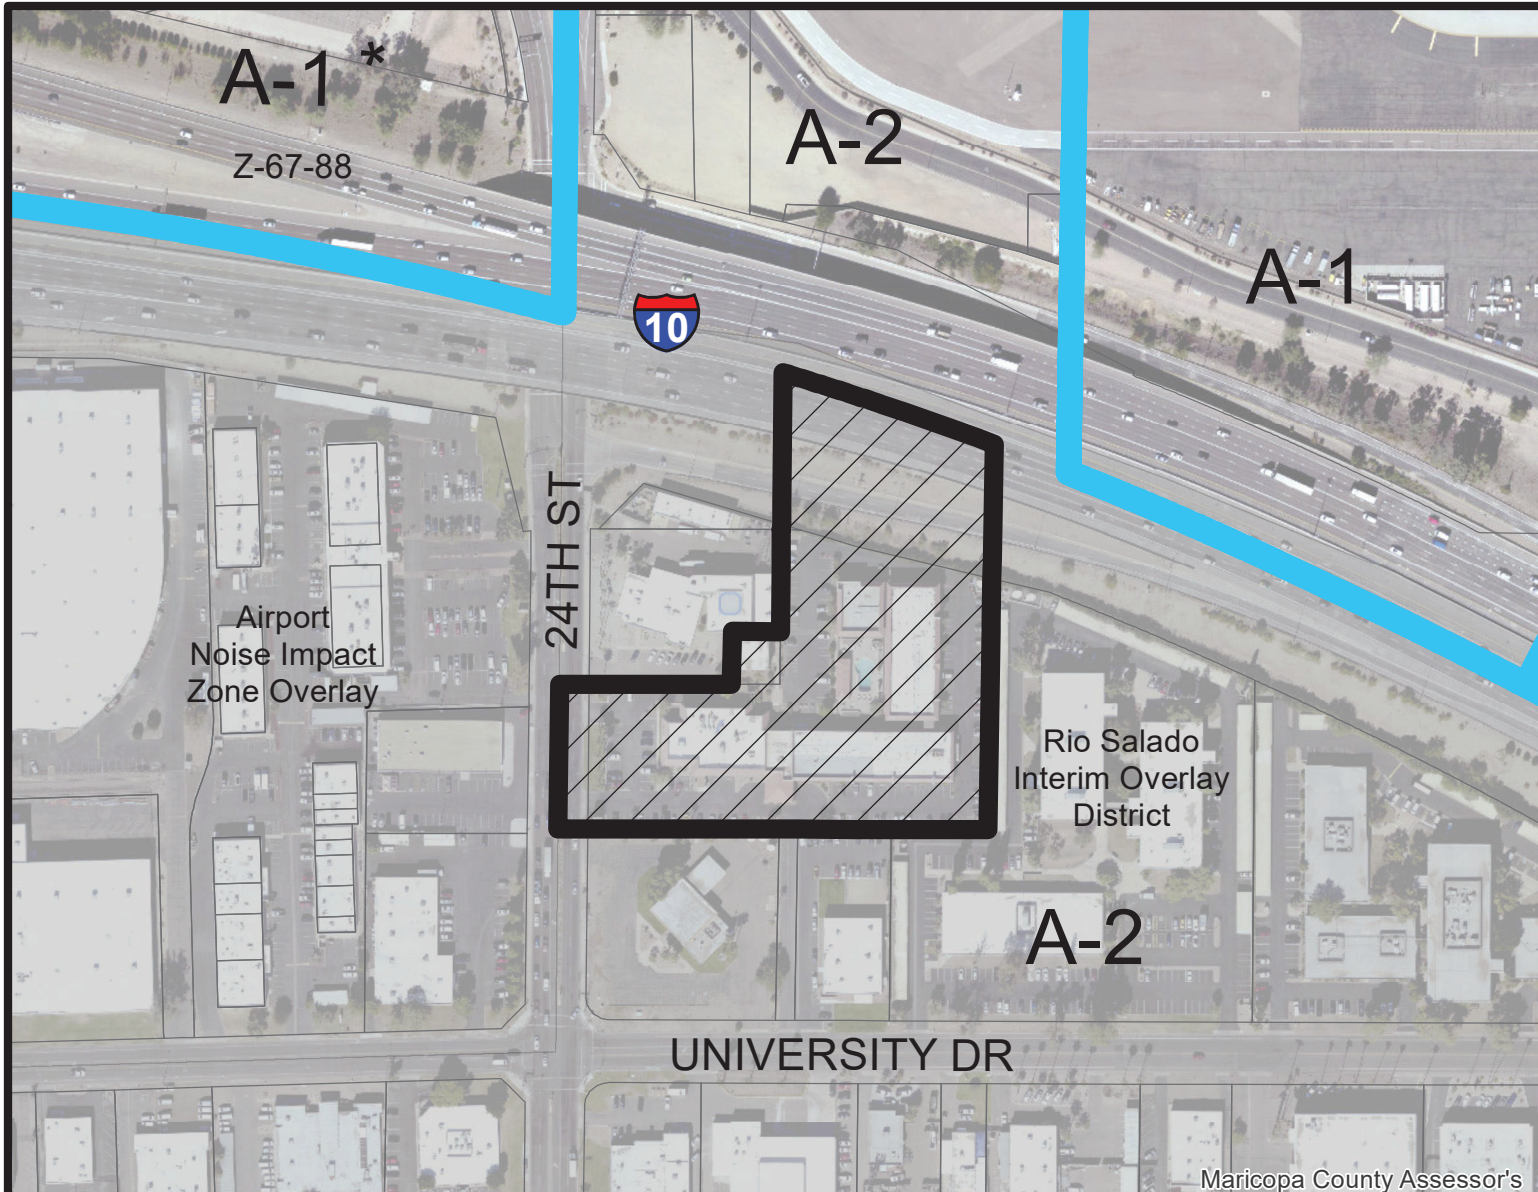 A-1 *
Z-67-88
A-2
A-1
10
24TH ST
Airport
Noise Impact
Zone Overlay
Rio Salado
Interim Overlay
District
A-2
UNIVERSITY DR
Maricopa County Assessor's